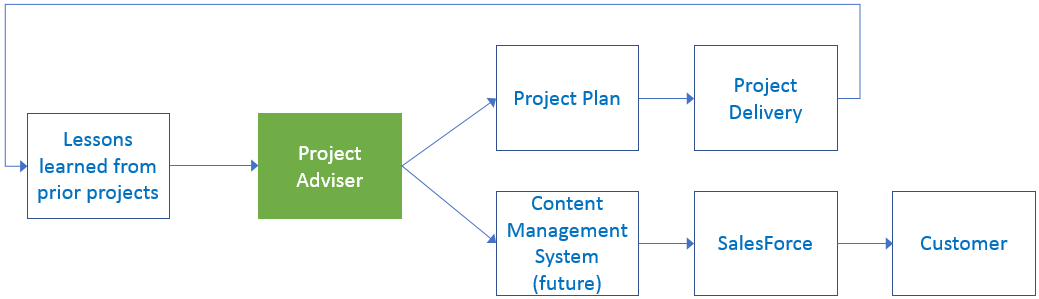 Lessons
learned from
prior projects
Project
Adviser
Project Plan
Project
Delivery
Content
Management
System
(future)
SalesForce
Customer